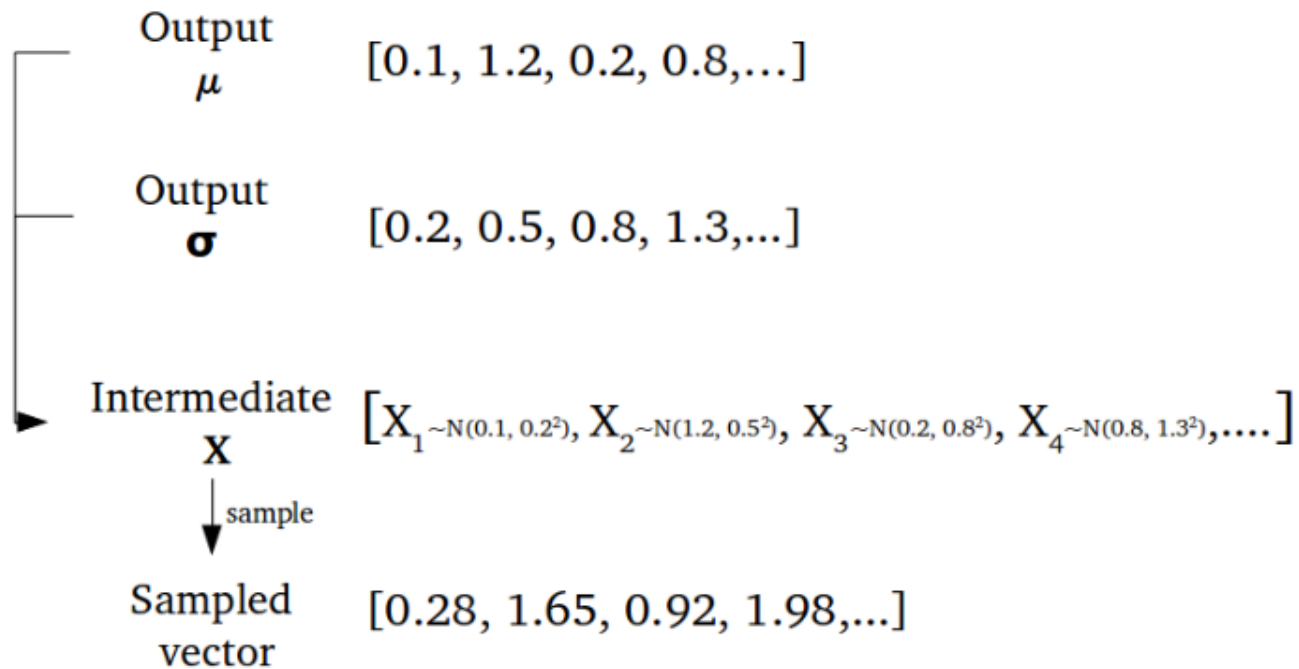 Output
μ [0.1, 1.2, 0.2, 0.8,...]
Output
σ [0.2, 0.5, 0.8, 1.3,...]
Intermediate
X [X₁~N(0.1, 0.2²), X₂~N(1.2, 0.5²), X₃~N(0.2, 0.8²), X₄~N(0.8, 1.3²),....]
sample
Sampled
vector [0.28, 1.65, 0.92, 1.98,...]